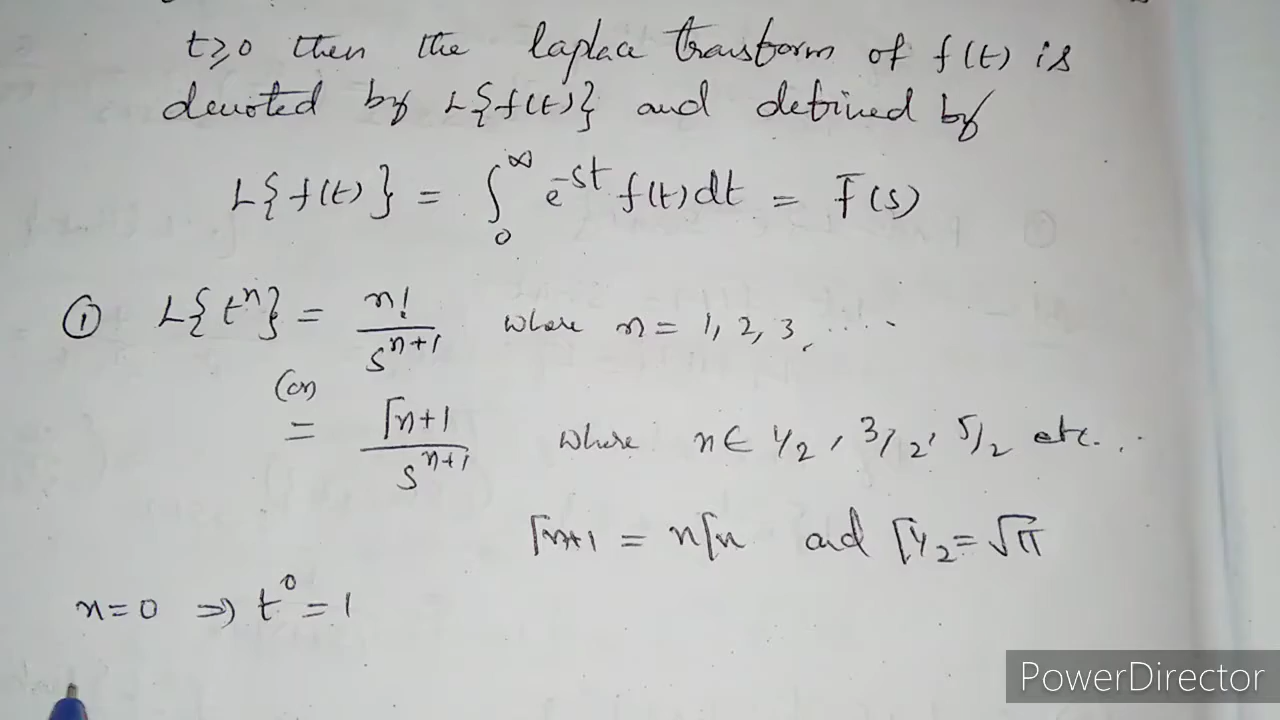 t≥0 then the laplace transform of f(t) is
denoted by L{f(t)} and defined by
L{f(t)} = ∫₀^∞ e^-st f(t)dt = F̄(s)
① L{t^n} = n!/s^n+1 where n = 1, 2, 3, .....
(or)
= Γn+1/s^n+1 where n ∈ 1/2, 3/2, 5/2 etc...
Γn+1 = nΓn and Γ1/2 = √π
n=0 ⇒ t^0 = 1
PowerDirector